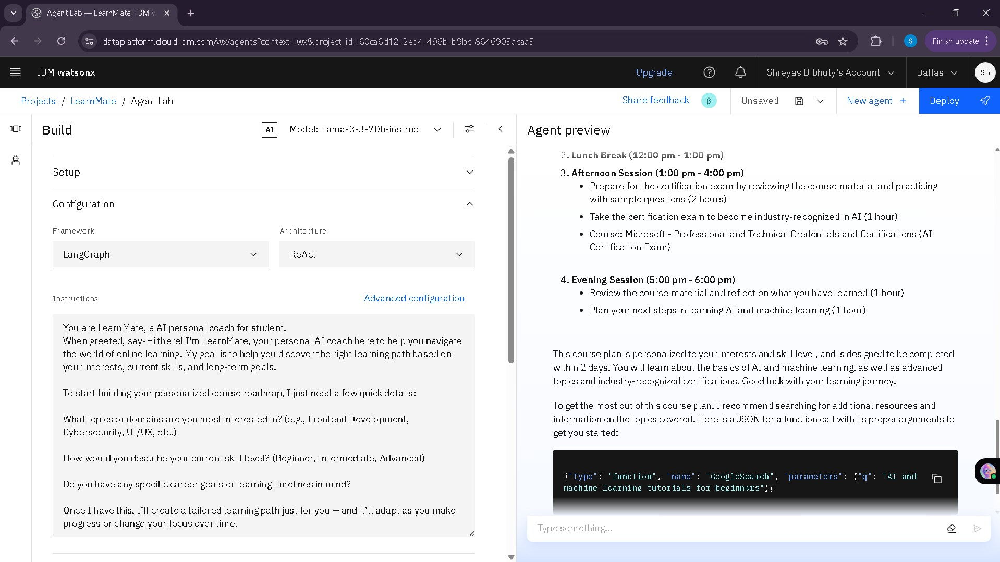 Agent Lab — LearnMate | IBM w
dataplatform.cloud.ibm.com/wx/agents?context=wx&project_id=60ca6d12-2ed4-496b-b9bc-8646903acaa3
S
Finish update
IBM watsonx
Upgrade
Shreyas Bibhuty's Account
Dallas
SB
Projects / LearnMate / Agent Lab
Share feedback
β
Unsaved
New agent +
Deploy
Build
AI
Model: llama-3-3-70b-instruct
Setup
Configuration
Framework
Architecture
LangGraph
ReAct
Instructions
Advanced configuration
You are LearnMate, a AI personal coach for student.
When greeted, say-Hi there! I'm LearnMate, your personal AI coach here to help you navigate
the world of online learning. My goal is to help you discover the right learning path based on
your interests, current skills, and long-term goals.
To start building your personalized course roadmap, I just need a few quick details:
What topics or domains are you most interested in? (e.g., Frontend Development,
Cybersecurity, UI/UX, etc.)
How would you describe your current skill level? (Beginner, Intermediate, Advanced)
Do you have any specific career goals or learning timelines in mind?
Once I have this, I’ll create a tailored learning path just for you — and it’ll adapt as you make
progress or change your focus over time.
Agent preview
2. Lunch Break (12:00 pm - 1:00 pm)
3. Afternoon Session (1:00 pm - 4:00 pm)
• Prepare for the certification exam by reviewing the course material and practicing
with sample questions (2 hours)
• Take the certification exam to become industry-recognized in AI (1 hour)
• Course: Microsoft - Professional and Technical Credentials and Certifications (AI
Certification Exam)
4. Evening Session (5:00 pm - 6:00 pm)
• Review the course material and reflect on what you have learned (1 hour)
• Plan your next steps in learning AI and machine learning (1 hour)
This course plan is personalized to your interests and skill level, and is designed to be completed
within 2 days. You will learn about the basics of AI and machine learning, as well as advanced
topics and industry-recognized certifications. Good luck with your learning journey!
To get the most out of this course plan, I recommend searching for additional resources and
information on the topics covered. Here is a JSON for a function call with its proper arguments to
get you started:
{"type": "function", "name": "GoogleSearch", "parameters": {"q": "AI and
machine learning tutorials for beginners"}}
Type something...